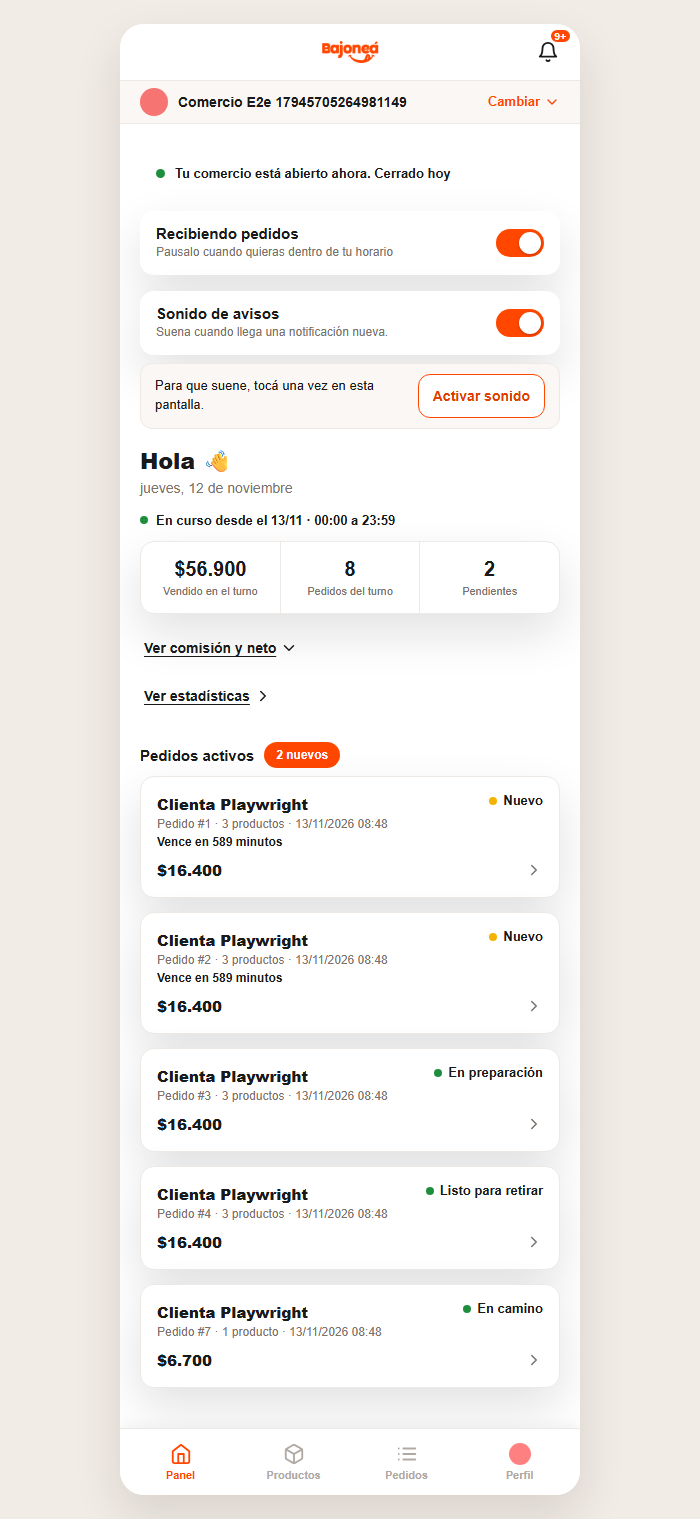 Bajoneá
9+
Comercio E2e 17945705264981149
Cambiar
Tu comercio está abierto ahora. Cerrado hoy
Recibiendo pedidos
Pausalo cuando quieras dentro de tu horario
Sonido de avisos
Suena cuando llega una notificación nueva.
Para que suene, tocá una vez en esta
pantalla.
Activar sonido
Hola 👋
jueves, 12 de noviembre
En curso desde el 13/11 · 00:00 a 23:59
$56.900
Vendido en el turno
8
Pedidos del turno
2
Pendientes
Ver comisión y neto
Ver estadísticas
Pedidos activos
2 nuevos
Clienta Playwright
Nuevo
Pedido #1 · 3 productos · 13/11/2026 08:48
Vence en 589 minutos
$16.400
Clienta Playwright
Nuevo
Pedido #2 · 3 productos · 13/11/2026 08:48
Vence en 589 minutos
$16.400
Clienta Playwright
En preparación
Pedido #3 · 3 productos · 13/11/2026 08:48
$16.400
Clienta Playwright
Listo para retirar
Pedido #4 · 3 productos · 13/11/2026 08:48
$16.400
Clienta Playwright
En camino
Pedido #7 · 1 producto · 13/11/2026 08:48
$6.700
Panel
Productos
Pedidos
Perfil